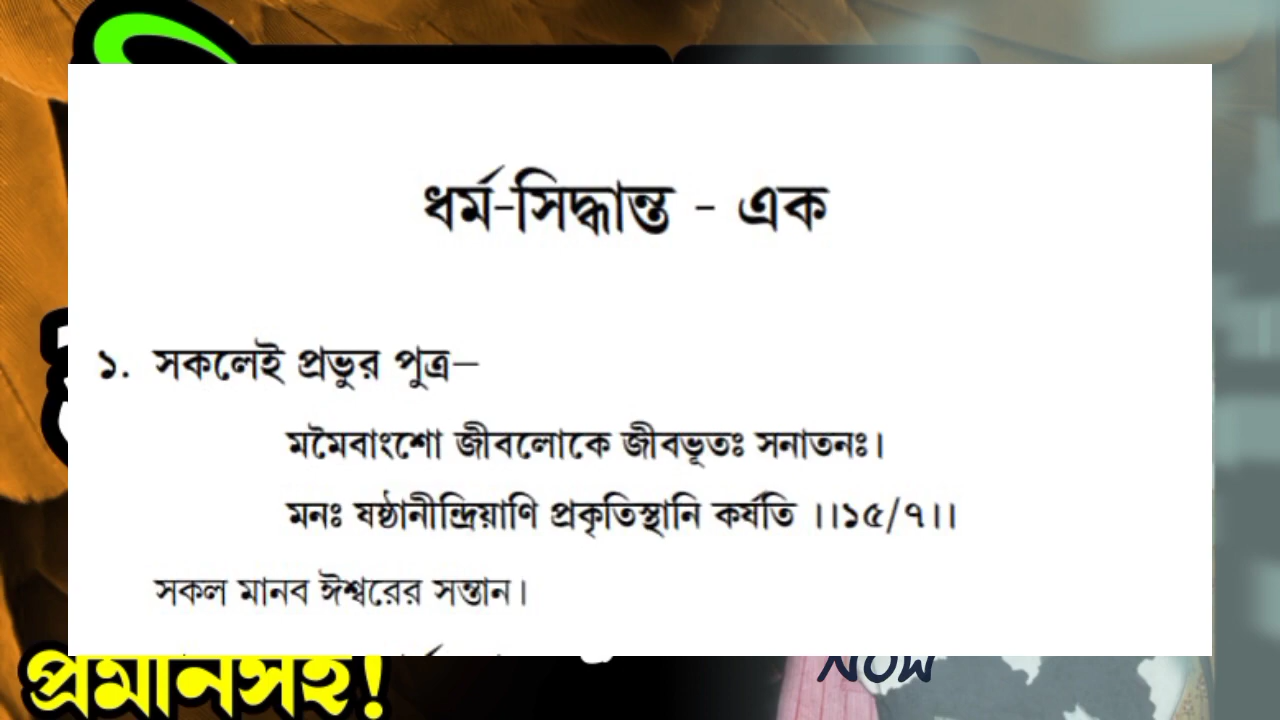 ধর্ম-সিদ্ধান্ত - এক
১. সকলেই প্রভুর পুত্র—
মমৈবাংশো জীবলোকে জীবভূতঃ সনাতনঃ।
মনঃ ষষ্ঠানীন্দ্রিয়াণি প্রকৃতিস্থানি কর্ষতি ।।১৫/৭।।
সকল মানব ঈশ্বরের সন্তান।
প্রমানসহ!
NOW